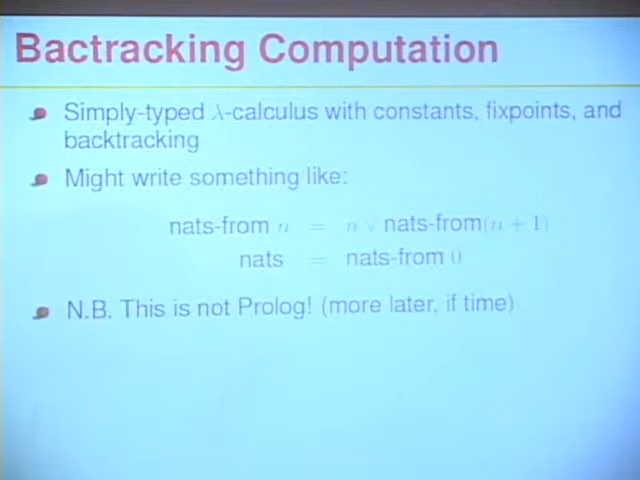 Bactracking Computation
Simply-typed λ-calculus with constants, fixpoints, and
backtracking
Might write something like:
nats-from n = n ∨ nats-from(n + 1)
nats = nats-from 0
N.B. This is not Prolog! (more later, if time)